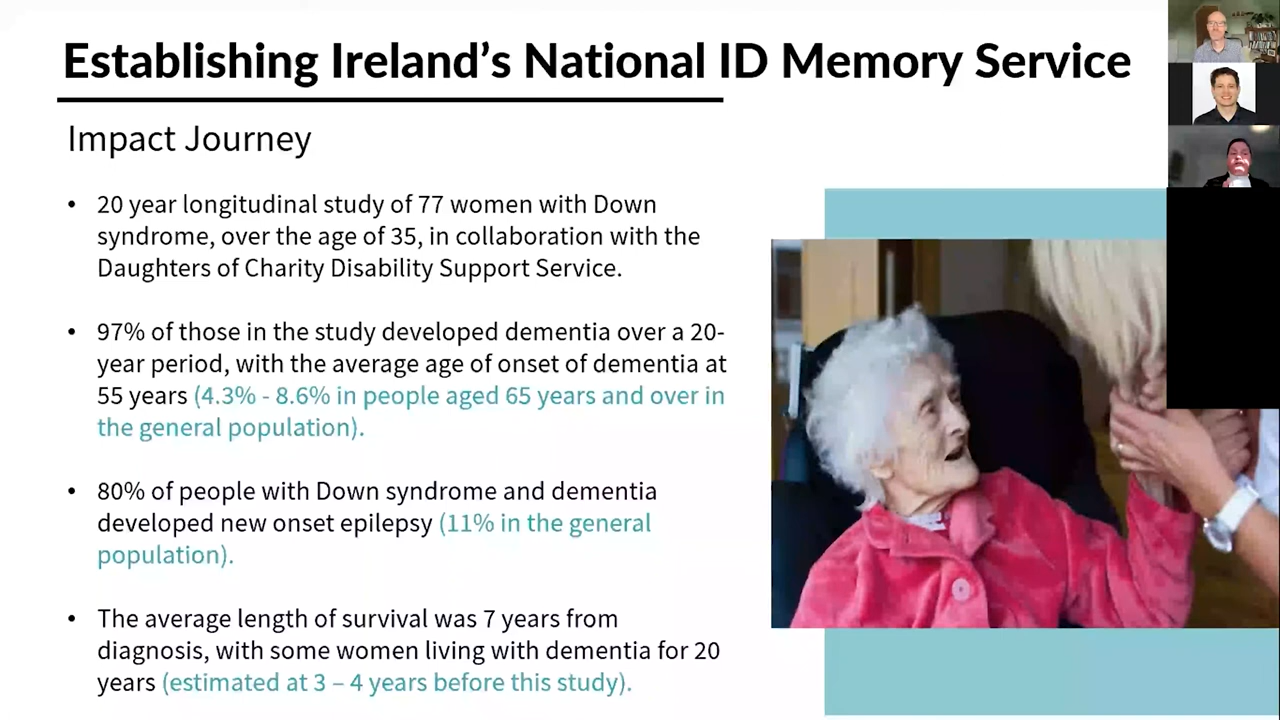 Establishing Ireland’s National ID Memory Service
Impact Journey
• 20 year longitudinal study of 77 women with Down
syndrome, over the age of 35, in collaboration with the
Daughters of Charity Disability Support Service.
• 97% of those in the study developed dementia over a 20-
year period, with the average age of onset of dementia at
55 years (4.3% - 8.6% in people aged 65 years and over in
the general population).
• 80% of people with Down syndrome and dementia
developed new onset epilepsy (11% in the general
population).
• The average length of survival was 7 years from
diagnosis, with some women living with dementia for 20
years (estimated at 3 – 4 years before this study).